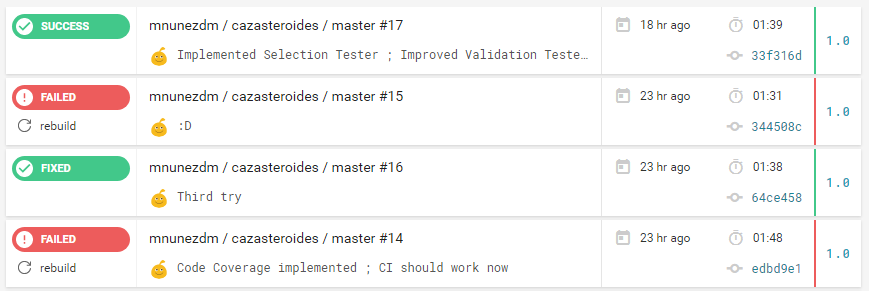 SUCCESS
mnunezdm / cazasteroides / master #17
18 hr ago
01:39
1.0
Implemented Selection Tester ; Improved Validation Teste…
33f316d
FAILED
mnunezdm / cazasteroides / master #15
23 hr ago
01:31
1.0
rebuild
:D
344508c
FIXED
mnunezdm / cazasteroides / master #16
23 hr ago
01:38
1.0
Third try
64ce458
FAILED
mnunezdm / cazasteroides / master #14
23 hr ago
01:48
1.0
rebuild
Code Coverage implemented ; CI should work now
edbd9e1